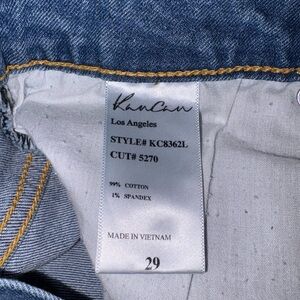 KanCan
Los Angeles
STYLE# KC8362L
CUT# 5270
99% COTTON
1% SPANDEX
MADE IN VIETNAM
29